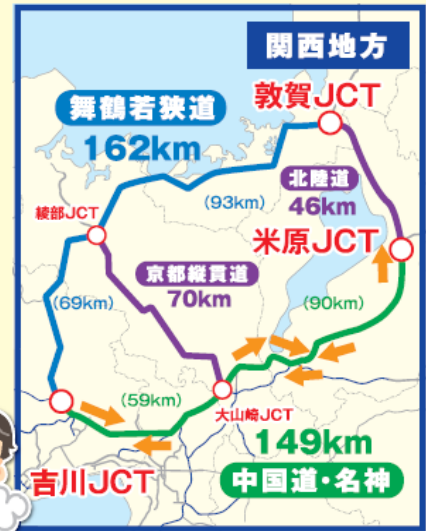 関西地方
敦賀JCT
舞鶴若狭道
162km
北陸道
46km
(93km)
綾部JCT
米原JCT
京都縦貫道
70km
(69km)
(90km)
(59km)
大山崎JCT
149km
吉川JCT
中国道・名神